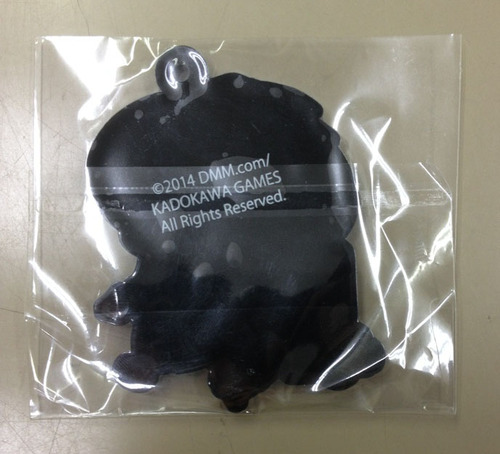 ©2014 DMM.com/
KADOKAWA GAMES
All Rights Reserved.